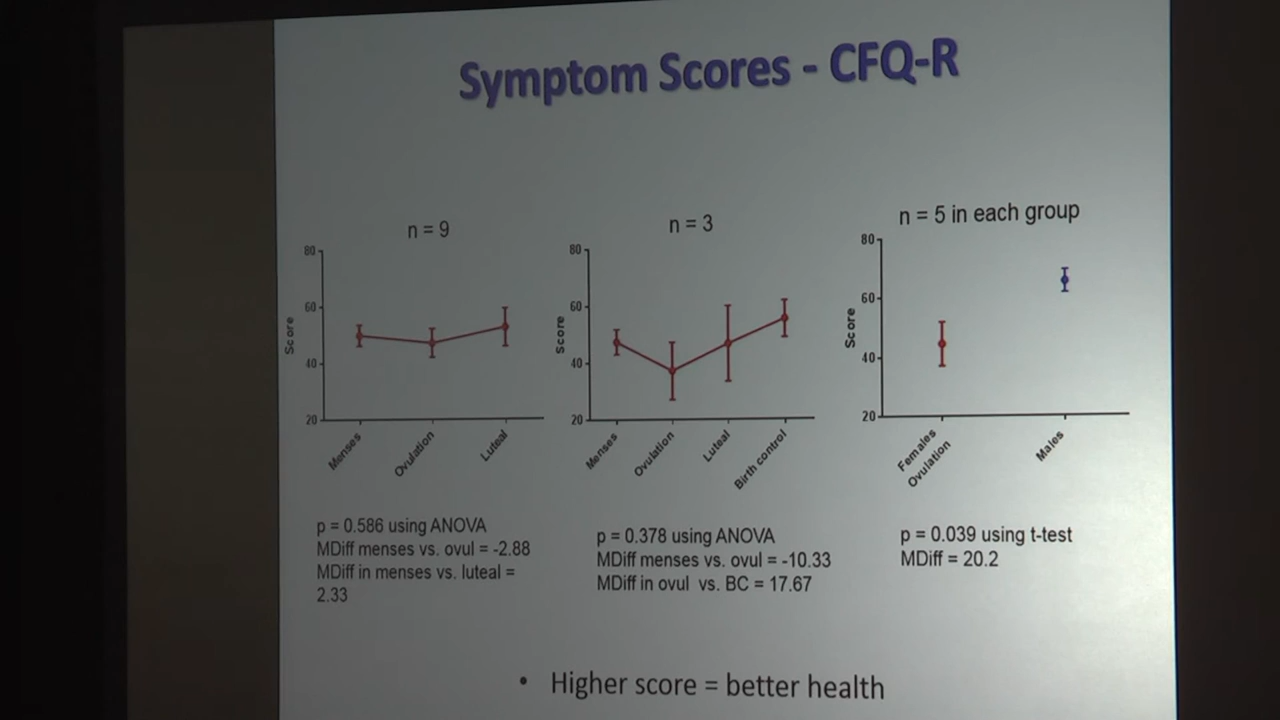 Symptom Scores - CFQ-R
n = 9
80
60
40
20
Score
Menses
Ovulation
Luteal
p = 0.586 using ANOVA
MDiff menses vs. ovul = -2.88
MDiff in menses vs. luteal =
2.33
n = 3
80
60
40
20
Score
Menses
Ovulation
Luteal
Birth control
p = 0.378 using ANOVA
MDiff menses vs. ovul = -10.33
MDiff in ovul vs. BC = 17.67
n = 5 in each group
80
60
40
20
Score
Females
Ovulation
Males
p = 0.039 using t-test
MDiff = 20.2
• Higher score = better health